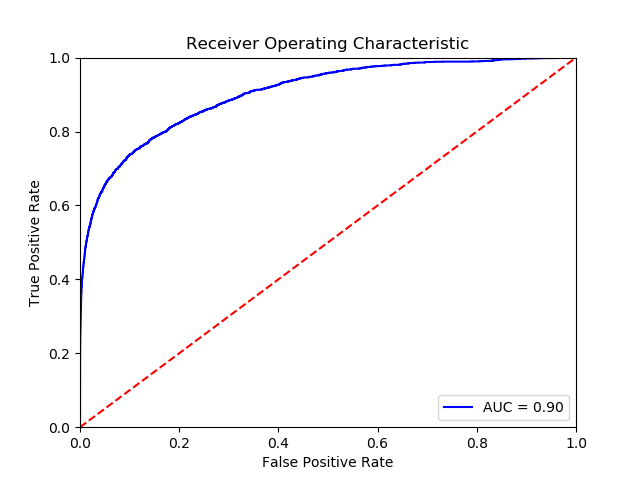 Receiver Operating Characteristic
1.0
0.8
0.6
0.4
0.2
0.0
True Positive Rate
AUC = 0.90
0.0 0.2 0.4 0.6 0.8 1.0
False Positive Rate